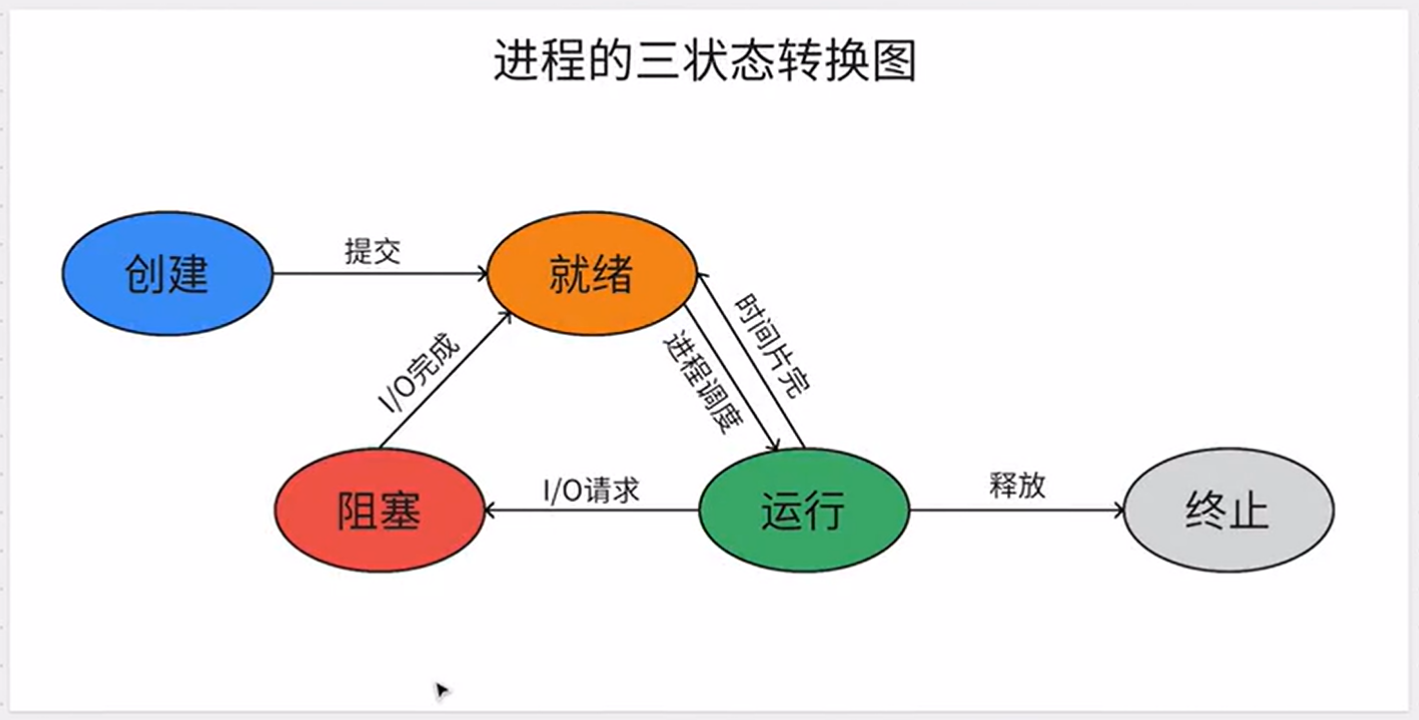 进程的三状态转换图
创建
提交
就绪
I/O完成
进程调度
时间片完
阻塞
I/O请求
运行
释放
终止